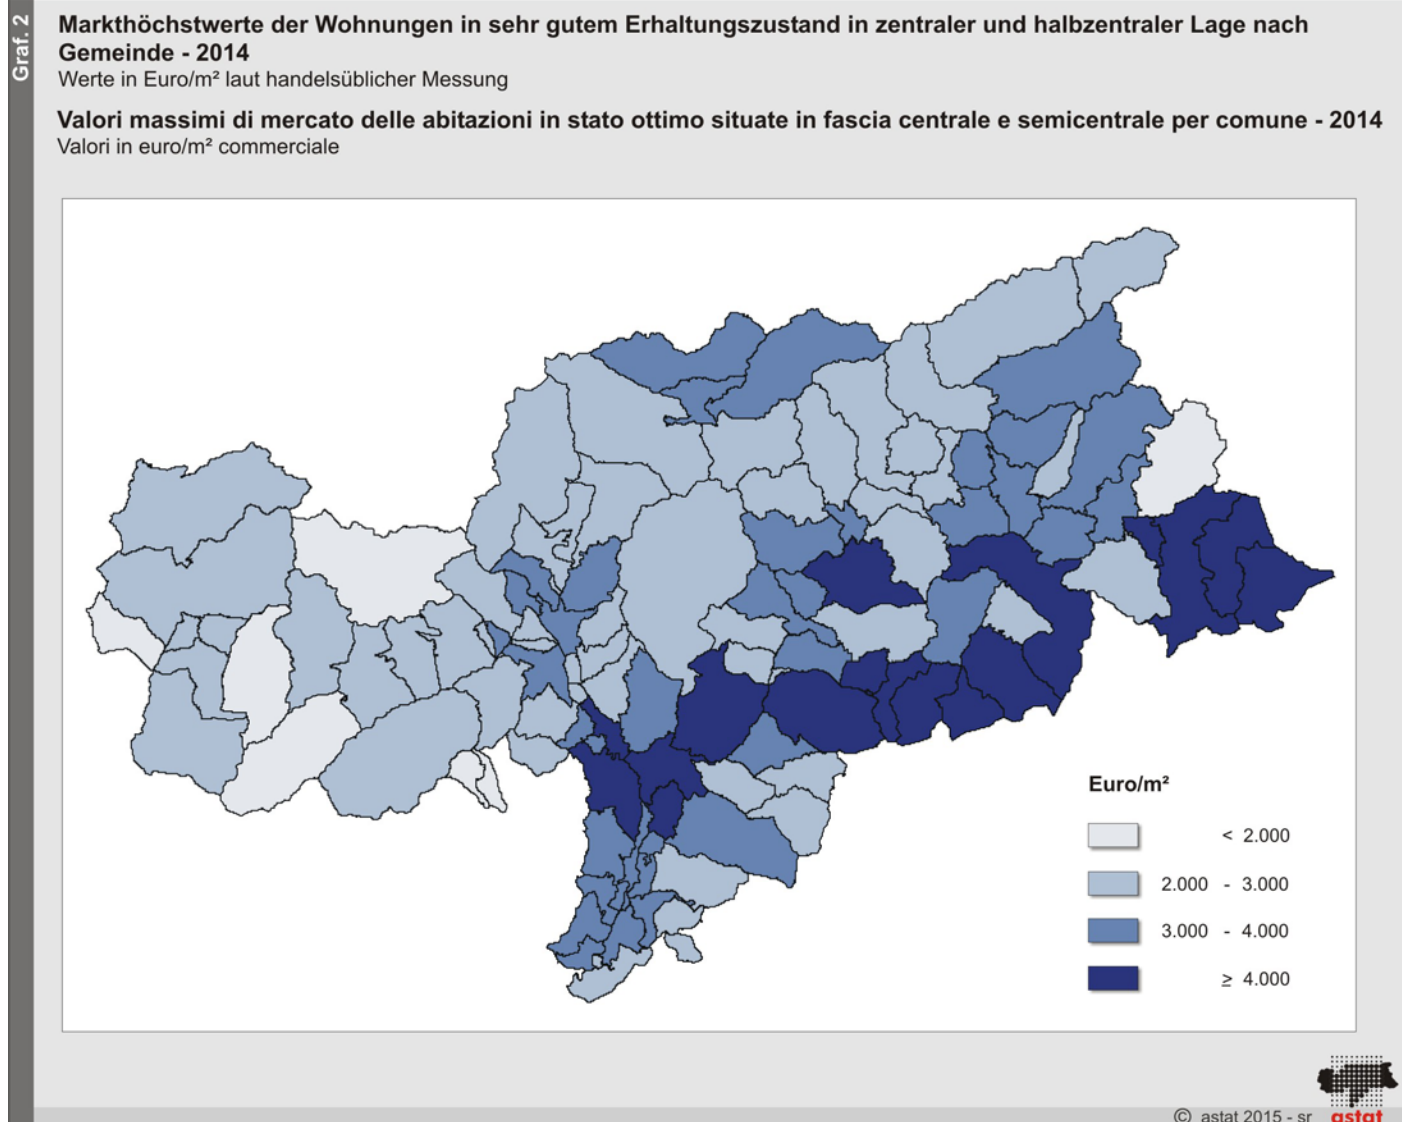 Graf. 2
Markthöchstwerte der Wohnungen in sehr gutem Erhaltungszustand in zentraler und halbzentraler Lage nach
Gemeinde - 2014
Werte in Euro/m² laut handelsüblicher Messung
Valori massimi di mercato delle abitazioni in stato ottimo situate in fascia centrale e semicentrale per comune - 2014
Valori in euro/m² commerciale
Euro/m²
< 2.000
2.000 - 3.000
3.000 - 4.000
≥ 4.000
© astat 2015 - sr
astat